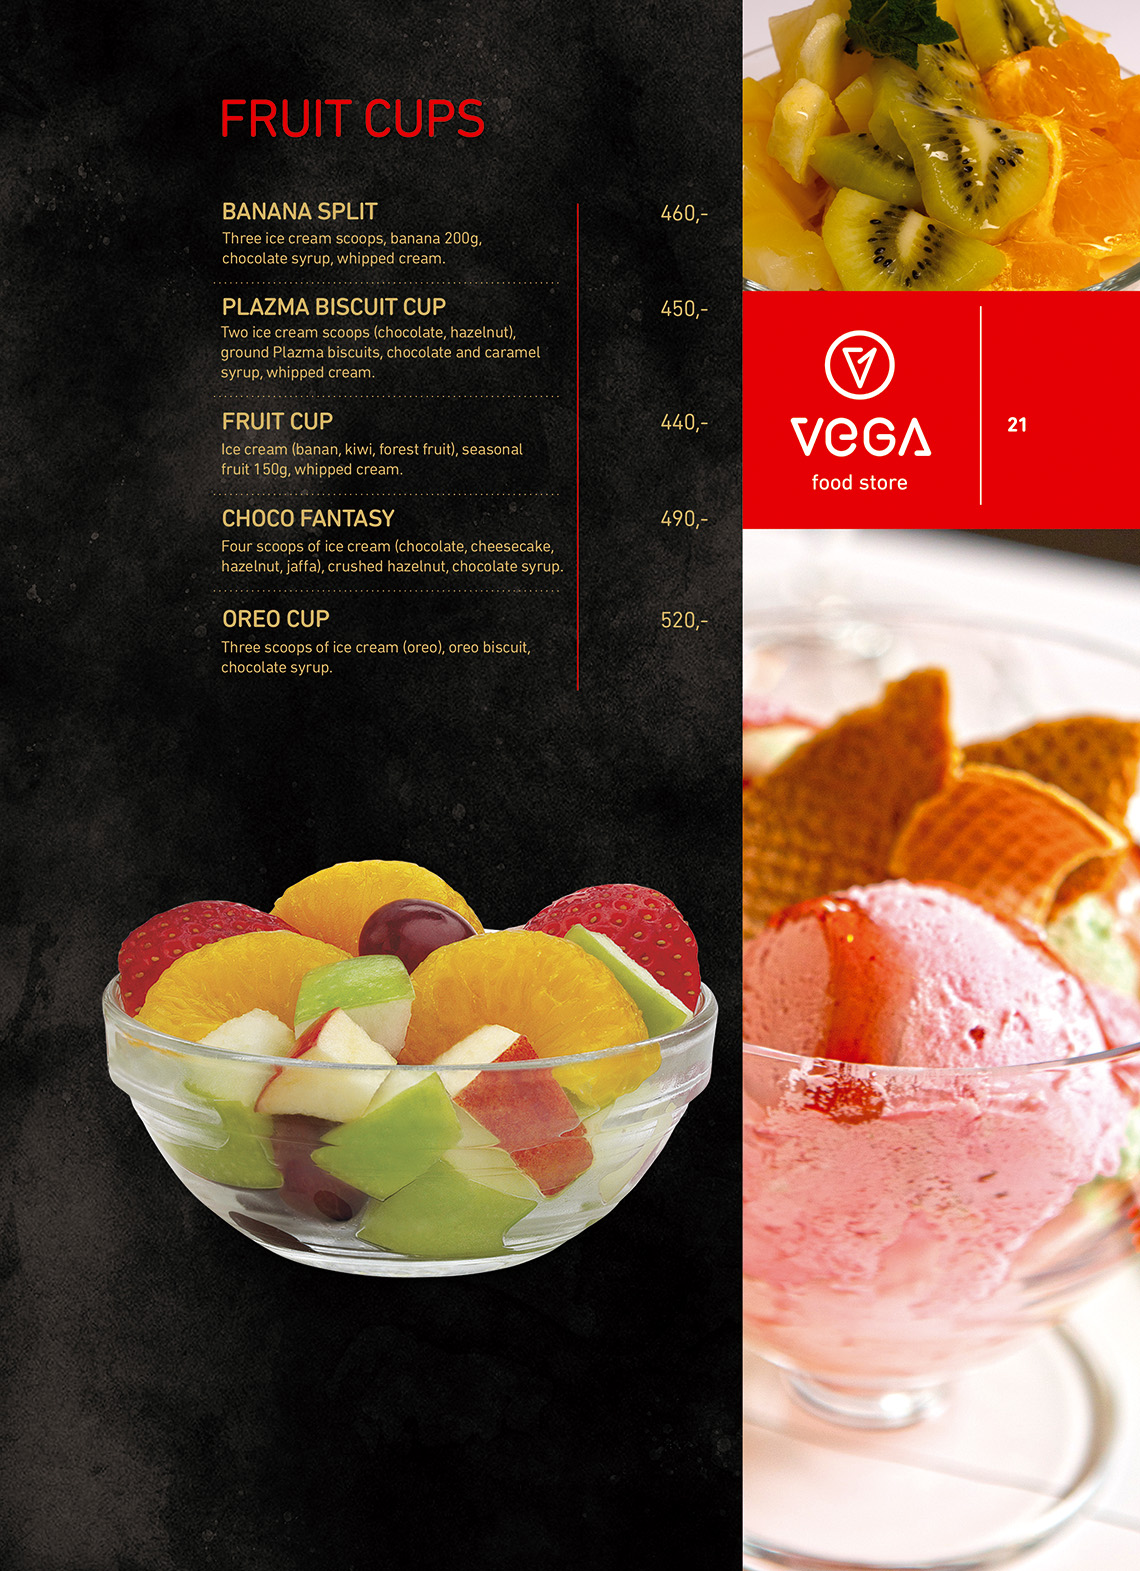 FRUIT CUPS
BANANA SPLIT 460,-
Three ice cream scoops, banana 200g,
chocolate syrup, whipped cream.
PLAZMA BISCUIT CUP 450,-
Two ice cream scoops (chocolate, hazelnut),
ground Plazma biscuits, chocolate and caramel
syrup, whipped cream.
FRUIT CUP 440,-
Ice cream (banan, kiwi, forest fruit), seasonal
fruit 150g, whipped cream.
CHOCO FANTASY 490,-
Four scoops of ice cream (chocolate, cheesecake,
hazelnut, jaffa), crushed hazelnut, chocolate syrup.
OREO CUP 520,-
Three scoops of ice cream (oreo), oreo biscuit,
chocolate syrup.
VeGA
food store
21